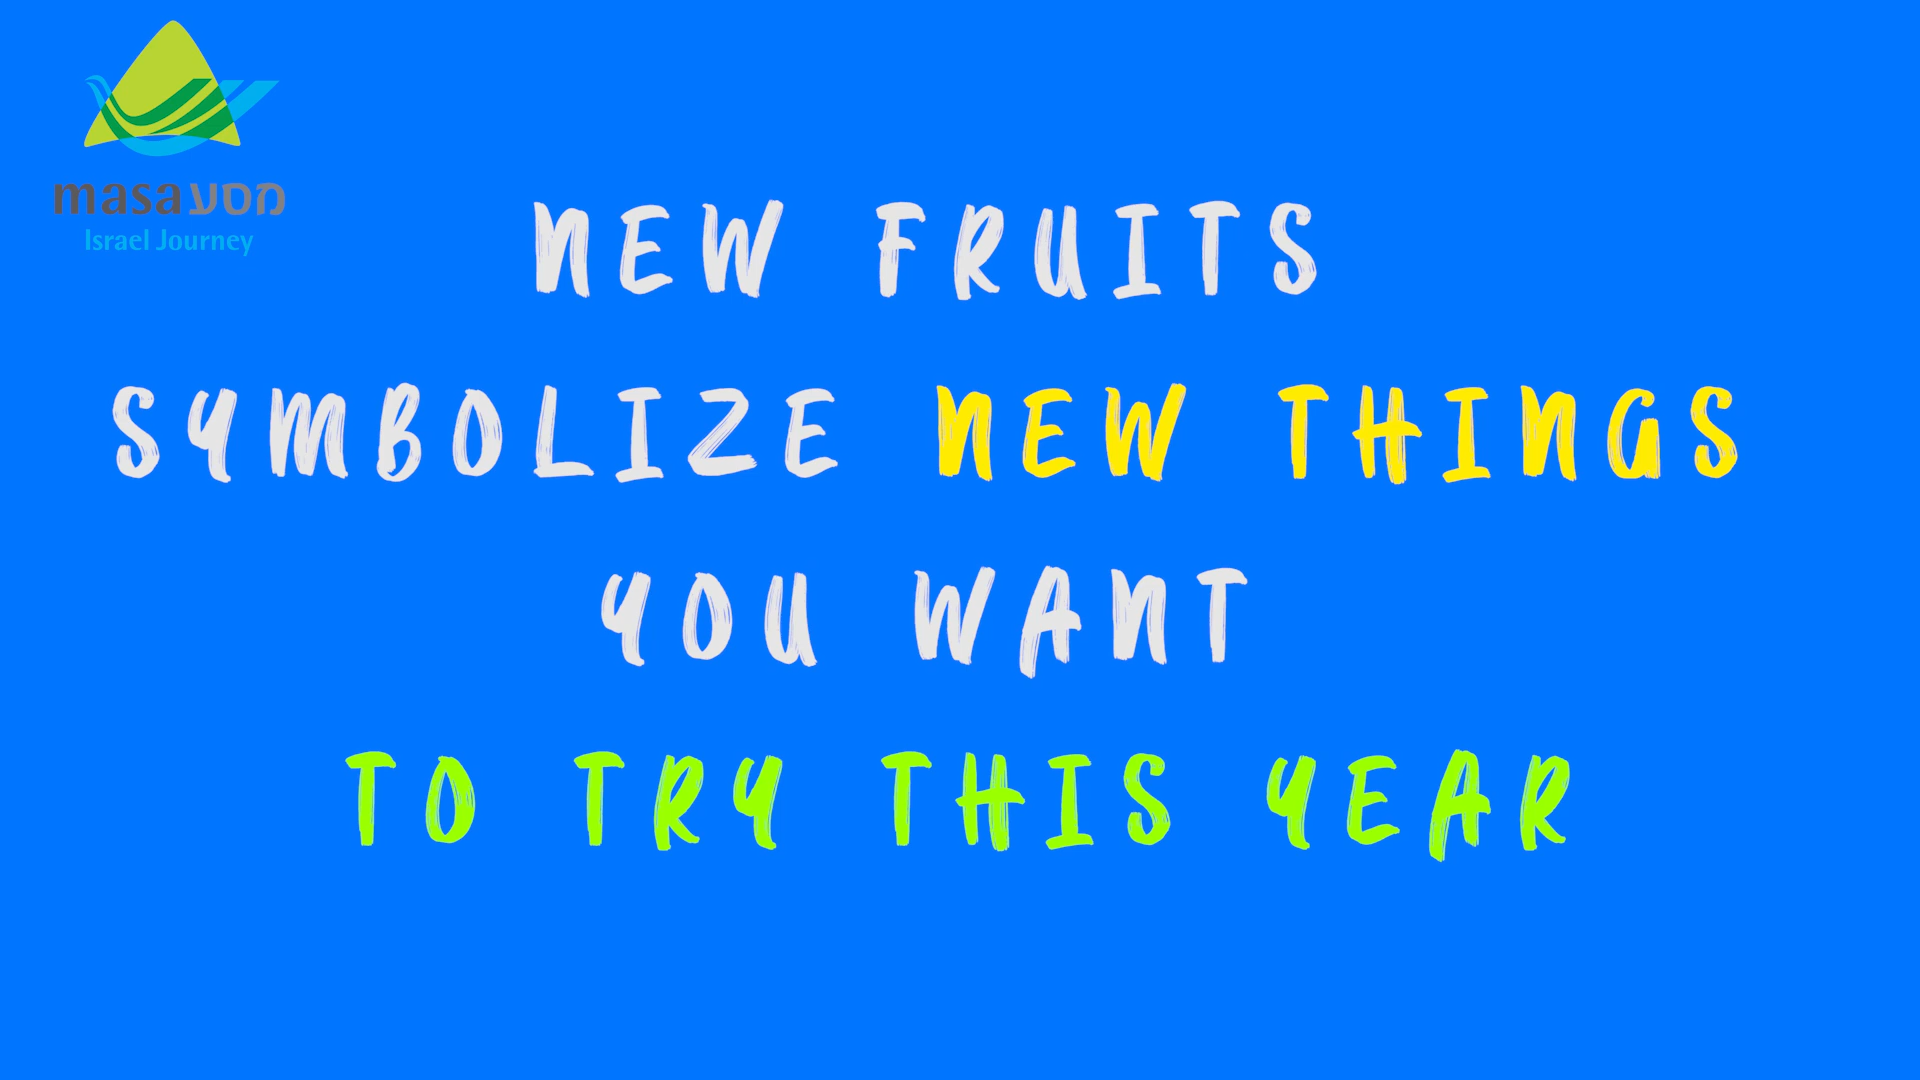 masa מסע
Israel Journey
NEW FRUITS
SYMBOLIZE NEW THINGS
YOU WANT
TO TRY THIS YEAR